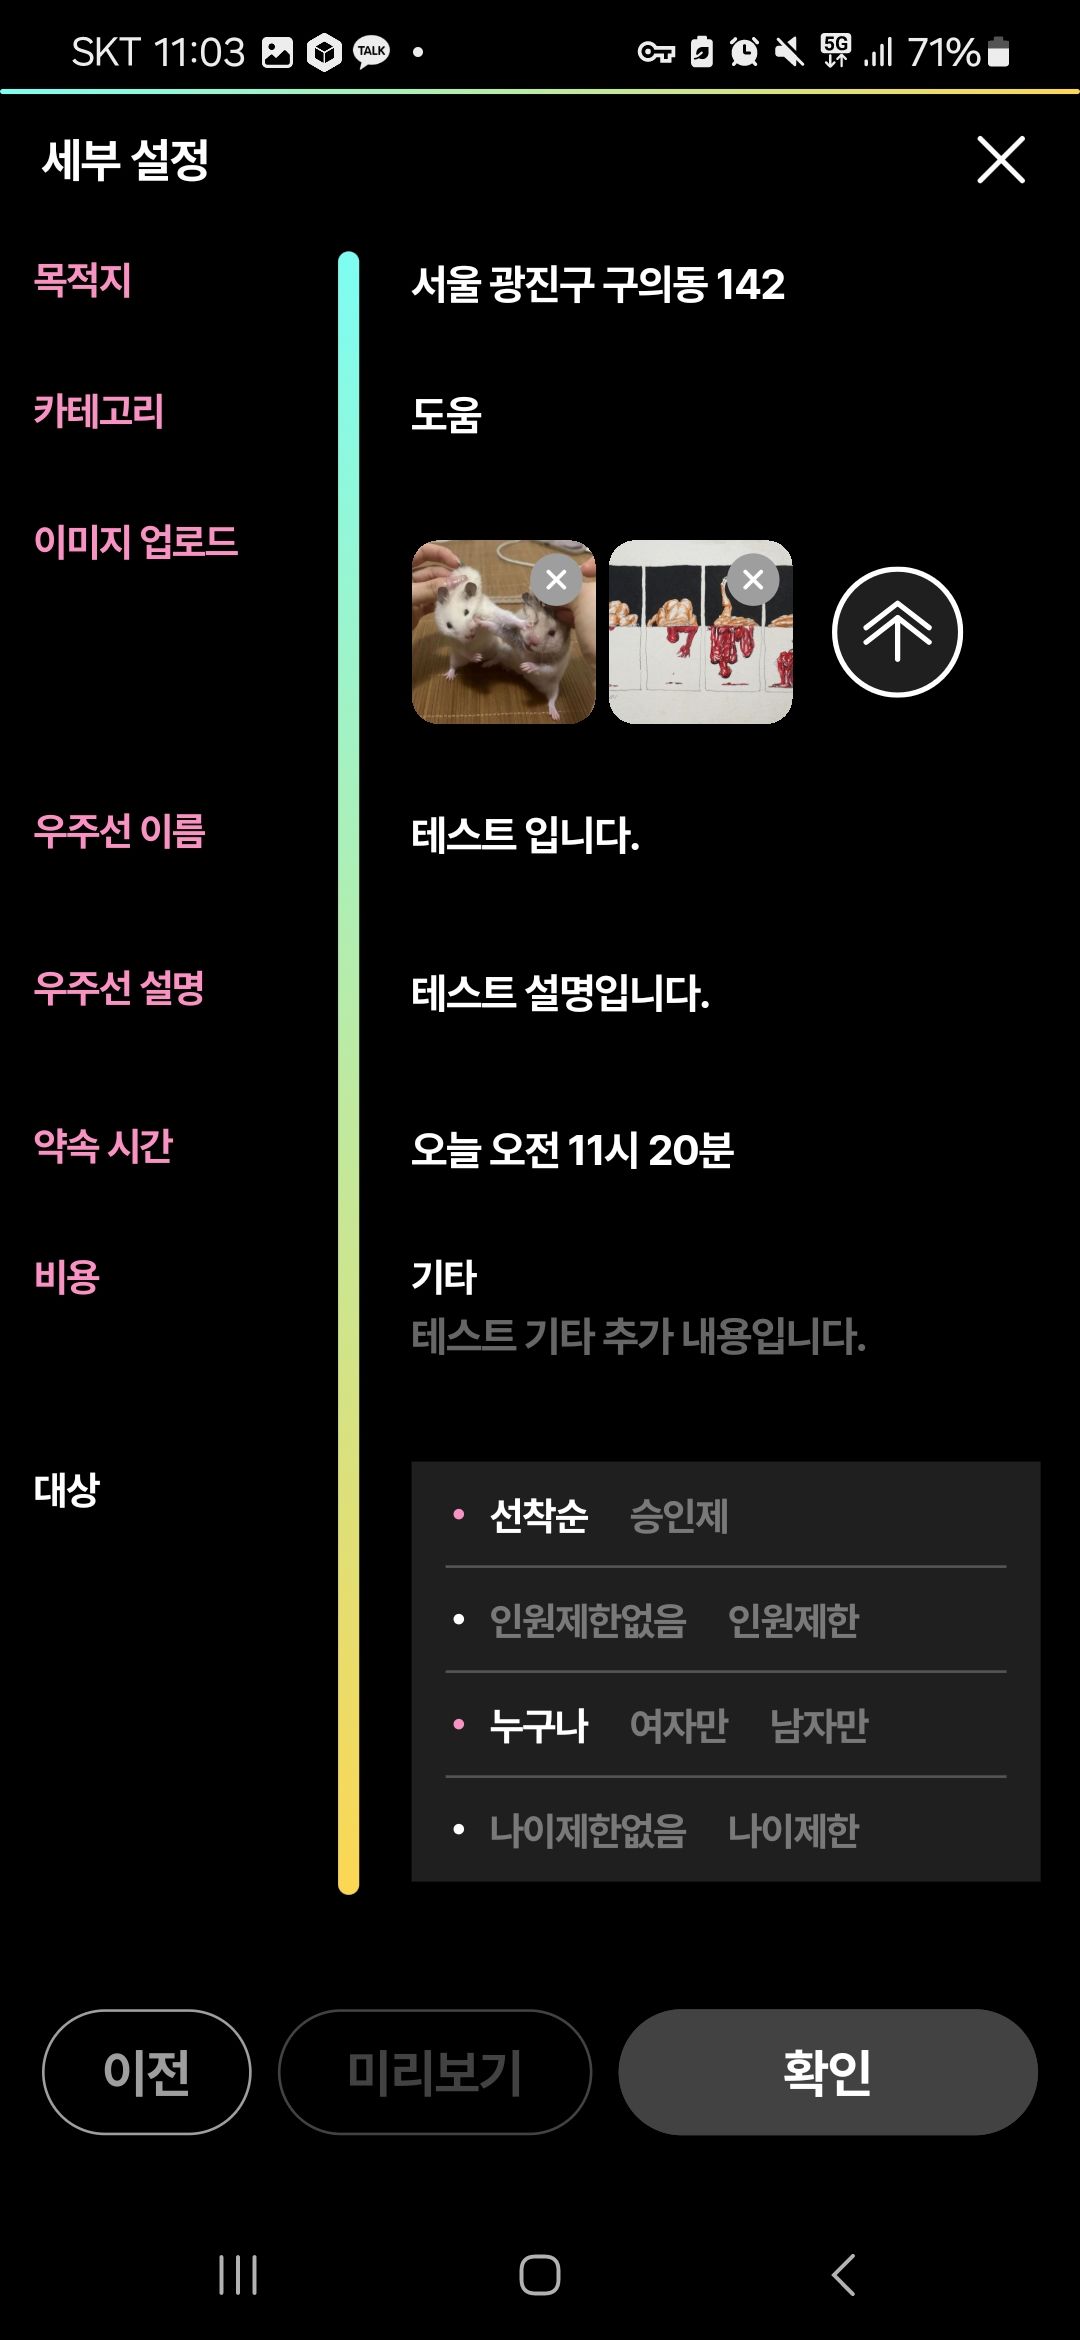 SKT 11:03 TALK 5G 71%
세부 설정
목적지
서울 광진구 구의동 142
카테고리
도움
이미지 업로드
우주선 이름
테스트 입니다.
우주선 설명
테스트 설명입니다.
약속 시간
오늘 오전 11시 20분
비용
기타
테스트 기타 추가 내용입니다.
대상
선착순 승인제
인원제한없음 인원제한
누구나 여자만 남자만
나이제한없음 나이제한
이전 미리보기 확인